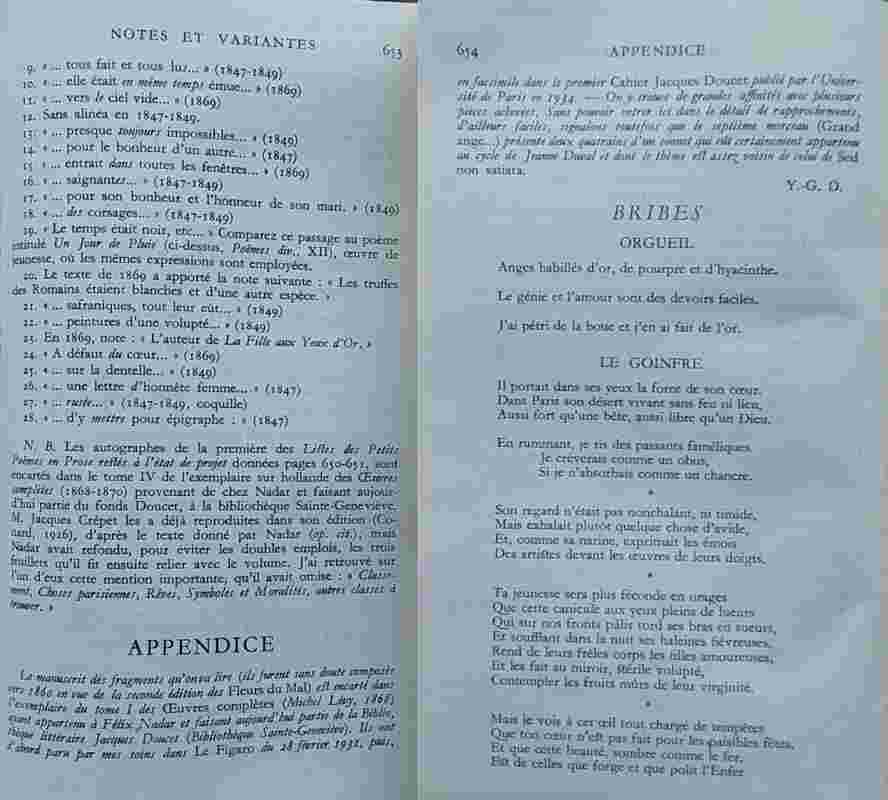 NOTES ET VARIANTES 653
9. « ... tous fait et tous lus... » (1847-1849)
10. « ... elle était en même temps émue... » (1869)
11. « ... vers le ciel vide... » (1869)
12. Sans alinéa en 1847-1849.
13. « ... presque toujours impossibles... » (1849)
14. « ... pour le bonheur d'un autre... » (1847)
15. « ... entrait dans toutes les fenêtres... » (1869)
16. « ... saignantes... » (1847-1849)
17. « ... pour son bonheur et l'honneur de son mari. » (1849)
18. « ... des corsages... » (1847-1849)
19. « Le temps était noir, etc... » Comparez ce passage au poème
intitulé Un Jour de Pluie (ci-dessus, Poèmes div., XII), œuvre de
jeunesse, où les mêmes expressions sont employées.
20. Le texte de 1869 a apporté la note suivante : « Les truffes
des Romains étaient blanches et d'une autre espèce. »
21. « ... safraniques, tout leur eût... » (1849)
22. « ... peintures d'une volupté... » (1849)
23. En 1869, note : « L'auteur de La Fille aux Yeux d'Or. »
24. « A défaut du cœur... » (1869)
25. « ... sur la dentelle... » (1849)
26. « ... une lettre d'honnête femme... » (1847)
27. « ... rusée... » (1847-1849, coquille)
28. « ... d'y mettre pour épigraphe : » (1847)
N. B. Les autographes de la première des Listes des Petits
Poèmes en Prose restés à l'état de projet données pages 650-651, sont
encartés dans le tome IV de l'exemplaire sur hollande des Œuvres
complètes (1868-1870) provenant de chez Nadar et faisant aujour-
d'hui partie du fonds Doucet, à la bibliothèque Sainte-Geneviève.
M. Jacques Crépet les a déjà reproduites dans son édition (Co-
nard, 1926), d'après le texte donné par Nadar (op. cit.), mais
Nadar avait refondu, pour éviter les doubles emplois, les trois
feuillets qu'il fit ensuite relier avec le volume. J'ai retrouvé sur
l'un d'eux cette mention importante, qu'il avait omise : « Classe-
ment, Choses parisiennes, Rêves, Symboles et Moralités, autres classes à
trouver. »
APPENDICE
Le manuscrit des fragments qu'on va lire (ils furent sans doute composés
vers 1860 en vue de la seconde édition des Fleurs du Mal) est encarté dans
l'exemplaire du tome I des Œuvres complètes (Michel Lévy, 1868)
ayant appartenu à Félix Nadar et faisant aujourd'hui partie de la Biblio-
thèque littéraire Jacques Doucet (Bibliothèque Sainte-Geneviève). Ils ont
d'abord paru par mes soins dans Le Figaro du 28 février 1932, puis,
654 APPENDICE
en facsimile dans le premier Cahier Jacques Doucet publié par l'Univer-
sité de Paris en 1934. — On y trouve de grandes affinités avec plusieurs
pièces achevées. Sans pouvoir entrer ici dans le détail de rapprochements,
d'ailleurs faciles, signalons toutefois que le septième morceau (Grand
ange...) présente deux quatrains d'un sonnet qui eût certainement appartenu
au cycle de Jeanne Duval et dont le thème est assez voisin de celui de Sed
non satiata.
Y.-G. D.
BRIBES
ORGUEIL
Anges habillés d'or, de pourpre et d'hyacinthe.
Le génie et l'amour sont des devoirs faciles.
J'ai pétri de la boue et j'en ai fait de l'or.
LE GOINFRE
Il portait dans ses yeux la force de son cœur.
Dans Paris son désert vivant sans feu ni lieu,
Aussi fort qu'une bête, aussi libre qu'un Dieu.
En ruminant, je ris des passants faméliques.
Je crèverais comme un obus,
Si je n'absorbais comme un chancre.
*
Son regard n'était pas nonchalant, ni timide,
Mais exhalait plutôt quelque chose d'avide,
Et, comme sa narine, exprimait les émois
Des artistes devant les œuvres de leurs doigts.
*
Ta jeunesse sera plus féconde en orages
Que cette canicule aux yeux pleins de lueurs
Qui sur nos fronts pâlis tord ses bras en sueurs,
Et soufflant dans la nuit ses haleines fiévreuses,
Rend de leurs frêles corps les filles amoureuses,
Et les fait au miroir, stérile volupté,
Contempler les fruits mûrs de leur virginité.
*
Mais je vois à cet œil tout chargé de tempêtes
Que ton cœur n'est pas fait pour les paisibles fêtes,
Et que cette beauté, sombre comme le fer,
Est de celles que forge et que polit l'Enfer